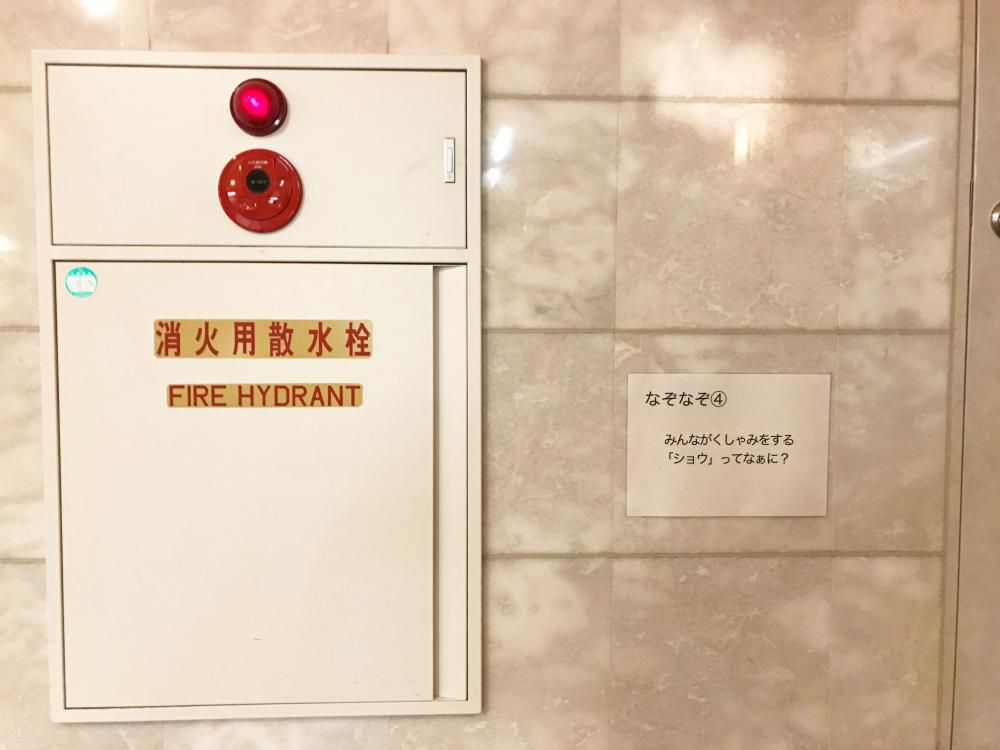 消火用散水栓
FIRE HYDRANT
なぞなぞ④
みんながくしゃみをする
「ショウ」ってなぁに？